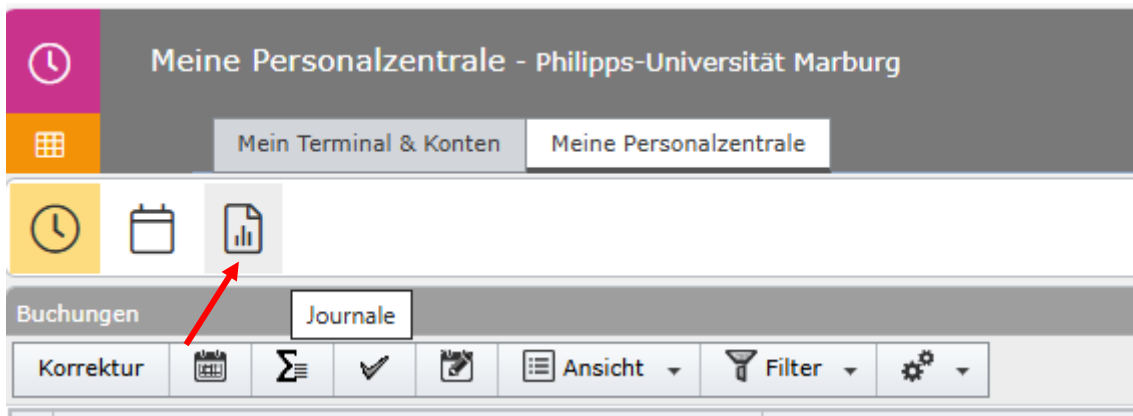 Meine Personalzentrale - Philipps-Universität Marburg
Mein Terminal & Konten Meine Personalzentrale
Buchungen Journale
Korrektur Ansicht Filter